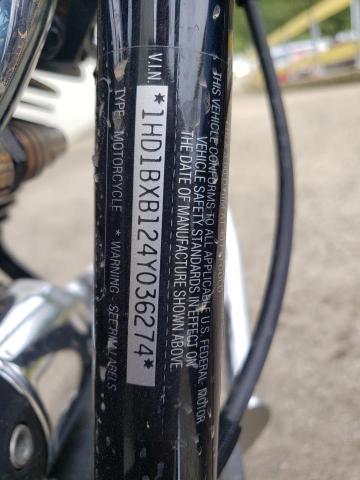 THIS VEHICLE CONFORMS TO ALL APPLICABLE U.S. FEDERAL MOTOR
VEHICLE SAFETY STANDARDS IN EFFECT ON
THE DATE OF MANUFACTURE SHOWN ABOVE.
V.I.N. *1HD1BXB124Y036274*
TYPE: MOTORCYCLE * WARNING - SEE RIM LABELS